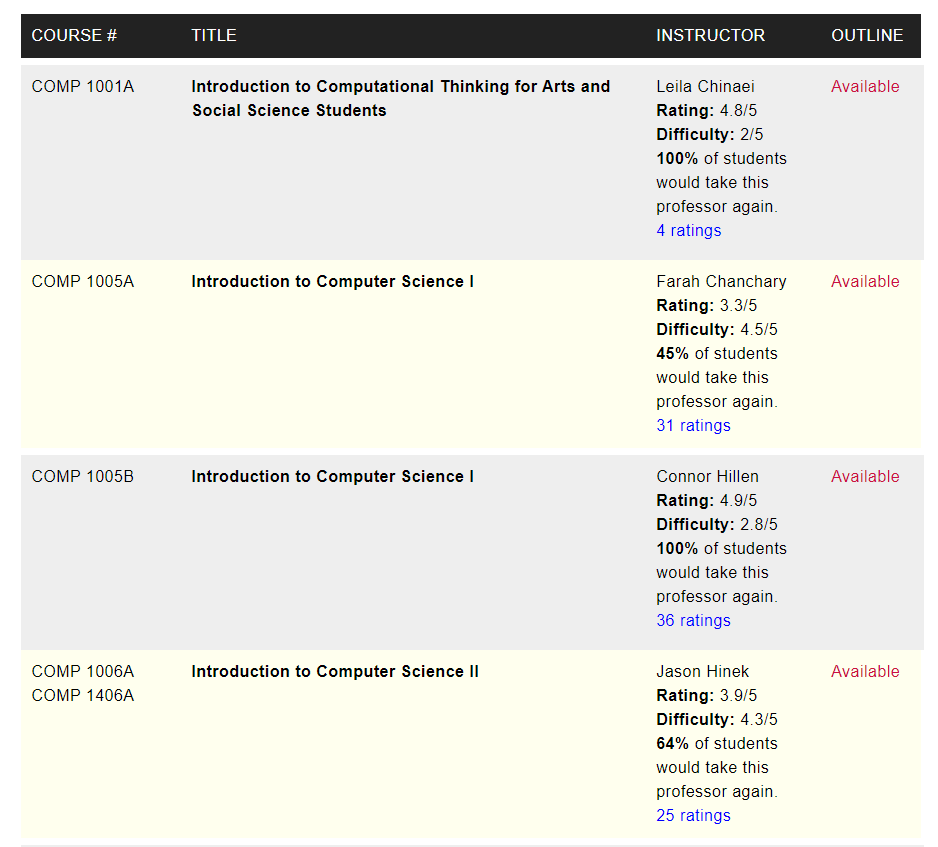 COURSE # TITLE INSTRUCTOR OUTLINE
COMP 1001A Introduction to Computational Thinking for Arts and Leila Chinaei Available
Social Science Students Rating: 4.8/5
Difficulty: 2/5
100% of students
would take this
professor again.
4 ratings
COMP 1005A Introduction to Computer Science I Farah Chanchary Available
Rating: 3.3/5
Difficulty: 4.5/5
45% of students
would take this
professor again.
31 ratings
COMP 1005B Introduction to Computer Science I Connor Hillen Available
Rating: 4.9/5
Difficulty: 2.8/5
100% of students
would take this
professor again.
36 ratings
COMP 1006A Introduction to Computer Science II Jason Hinek Available
COMP 1406A Rating: 3.9/5
Difficulty: 4.3/5
64% of students
would take this
professor again.
25 ratings